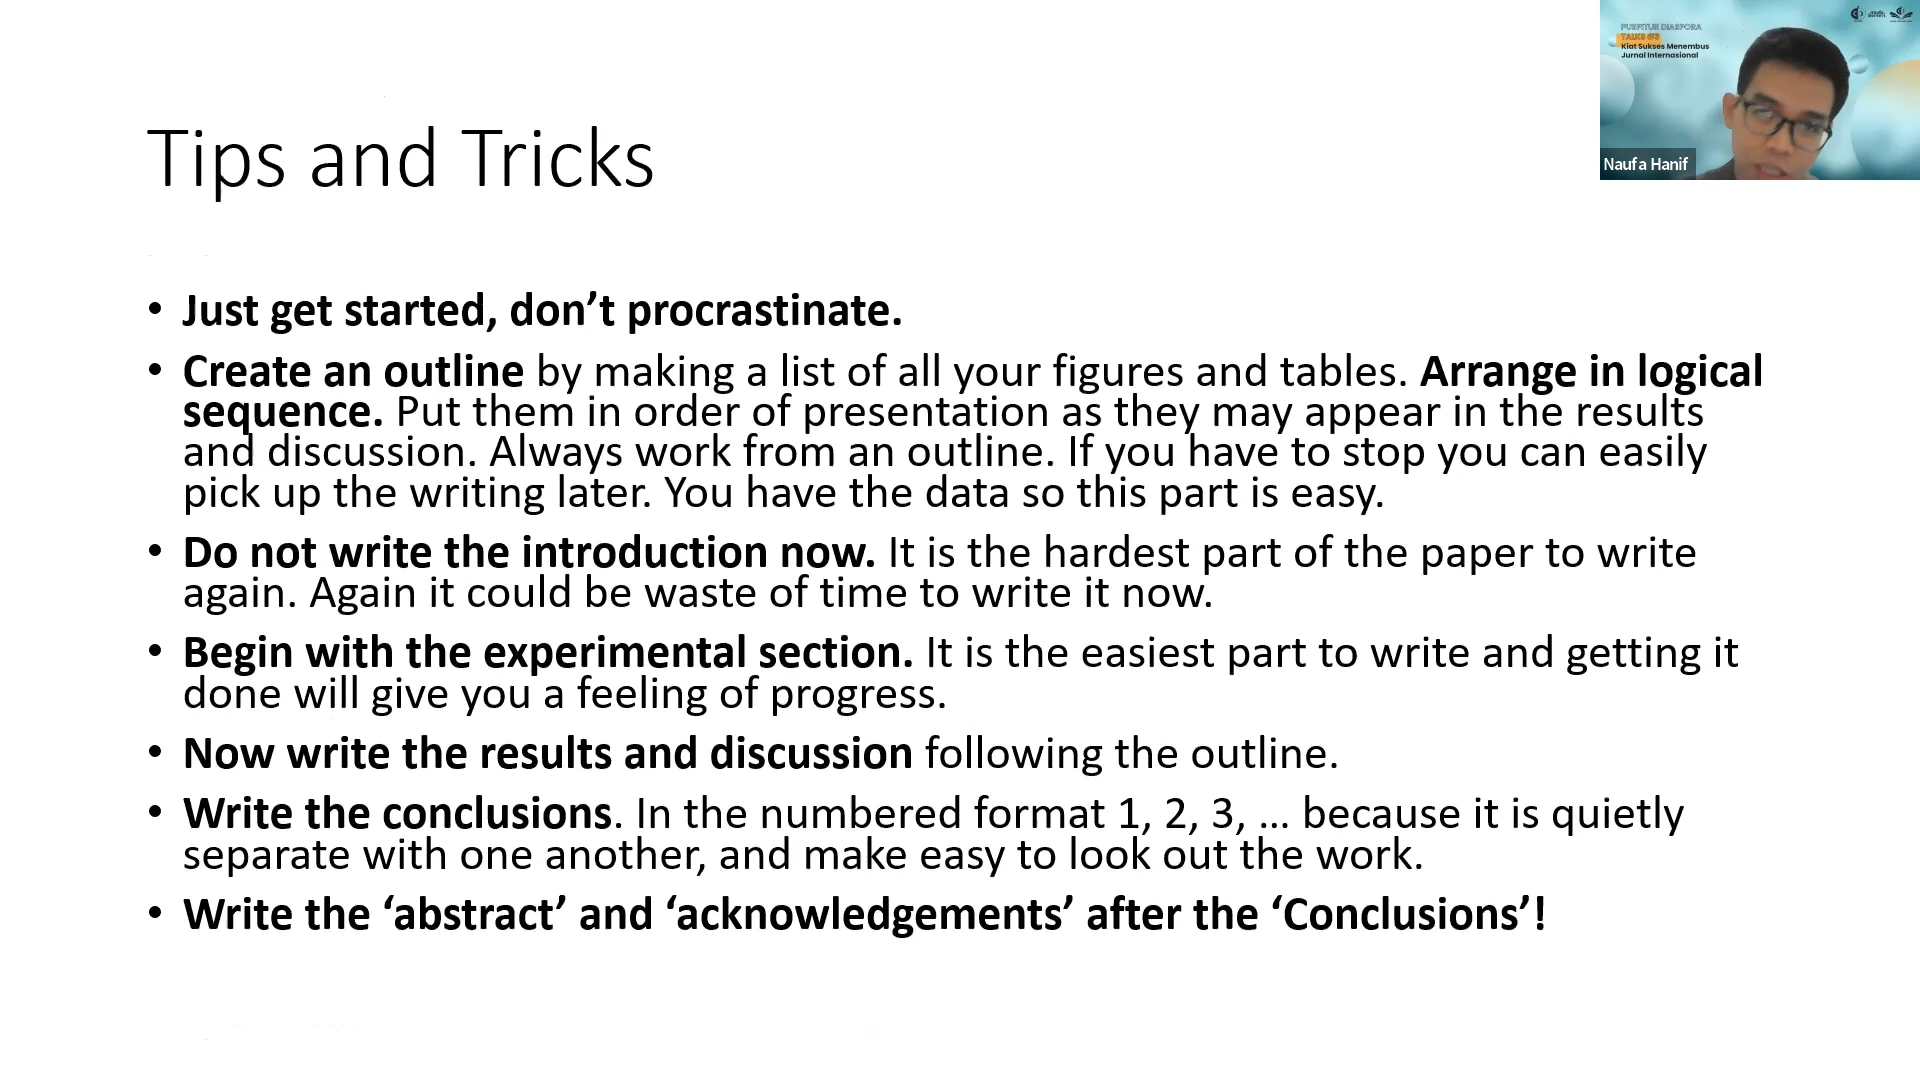 PUSPITUR DIASPORA
TALKS #3
Kiat Sukses Menembus
Jurnal Internasional
Naufa Hanif
Tips and Tricks
• Just get started, don’t procrastinate.
• Create an outline by making a list of all your figures and tables. Arrange in logical
sequence. Put them in order of presentation as they may appear in the results
and discussion. Always work from an outline. If you have to stop you can easily
pick up the writing later. You have the data so this part is easy.
• Do not write the introduction now. It is the hardest part of the paper to write
again. Again it could be waste of time to write it now.
• Begin with the experimental section. It is the easiest part to write and getting it
done will give you a feeling of progress.
• Now write the results and discussion following the outline.
• Write the conclusions. In the numbered format 1, 2, 3, … because it is quietly
separate with one another, and make easy to look out the work.
• Write the ‘abstract’ and ‘acknowledgements’ after the ‘Conclusions’!